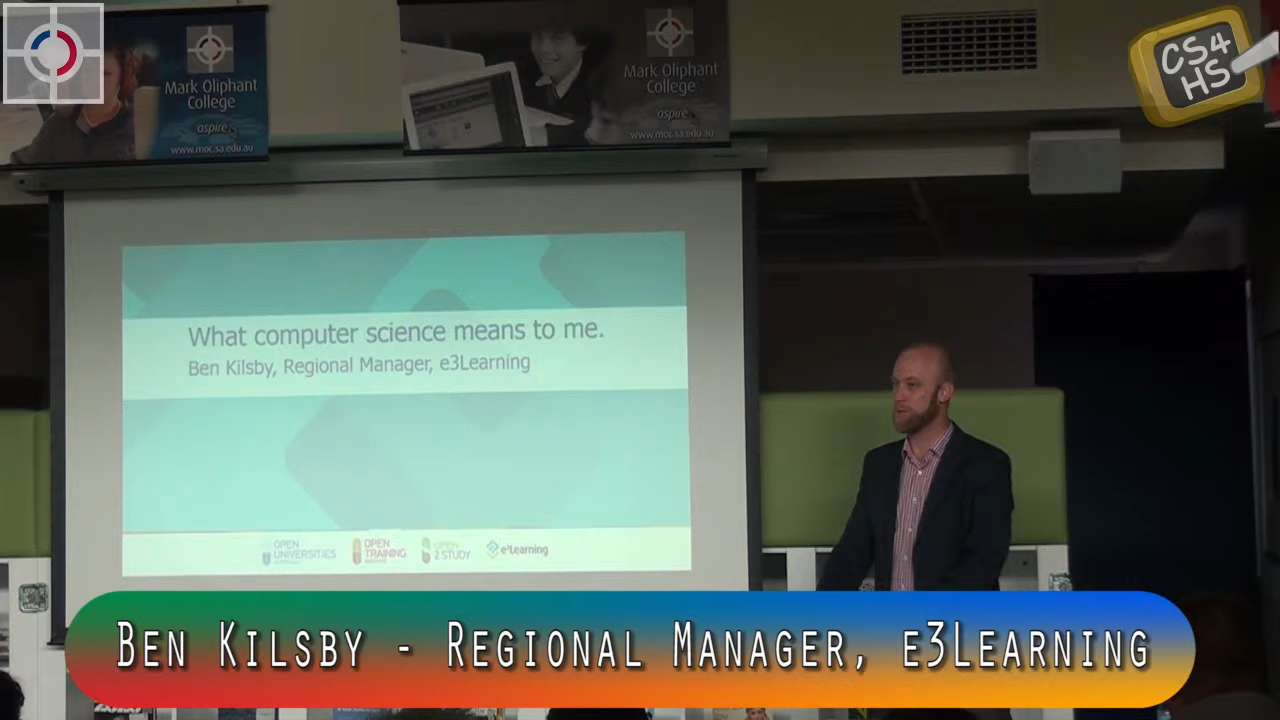 Mark Oliphant
College
aspire
www.moc.sa.edu.au
Mark Oliphant
College
aspire
www.moc.sa.edu.au
CS4
HS
What computer science means to me.
Ben Kilsby, Regional Manager, e3Learning
OPEN
UNIVERSITIES
OPEN
TRAINING
INSTITUTE
OPEN
2 STUDY
e3Learning
Ben Kilsby - Regional Manager, e3Learning